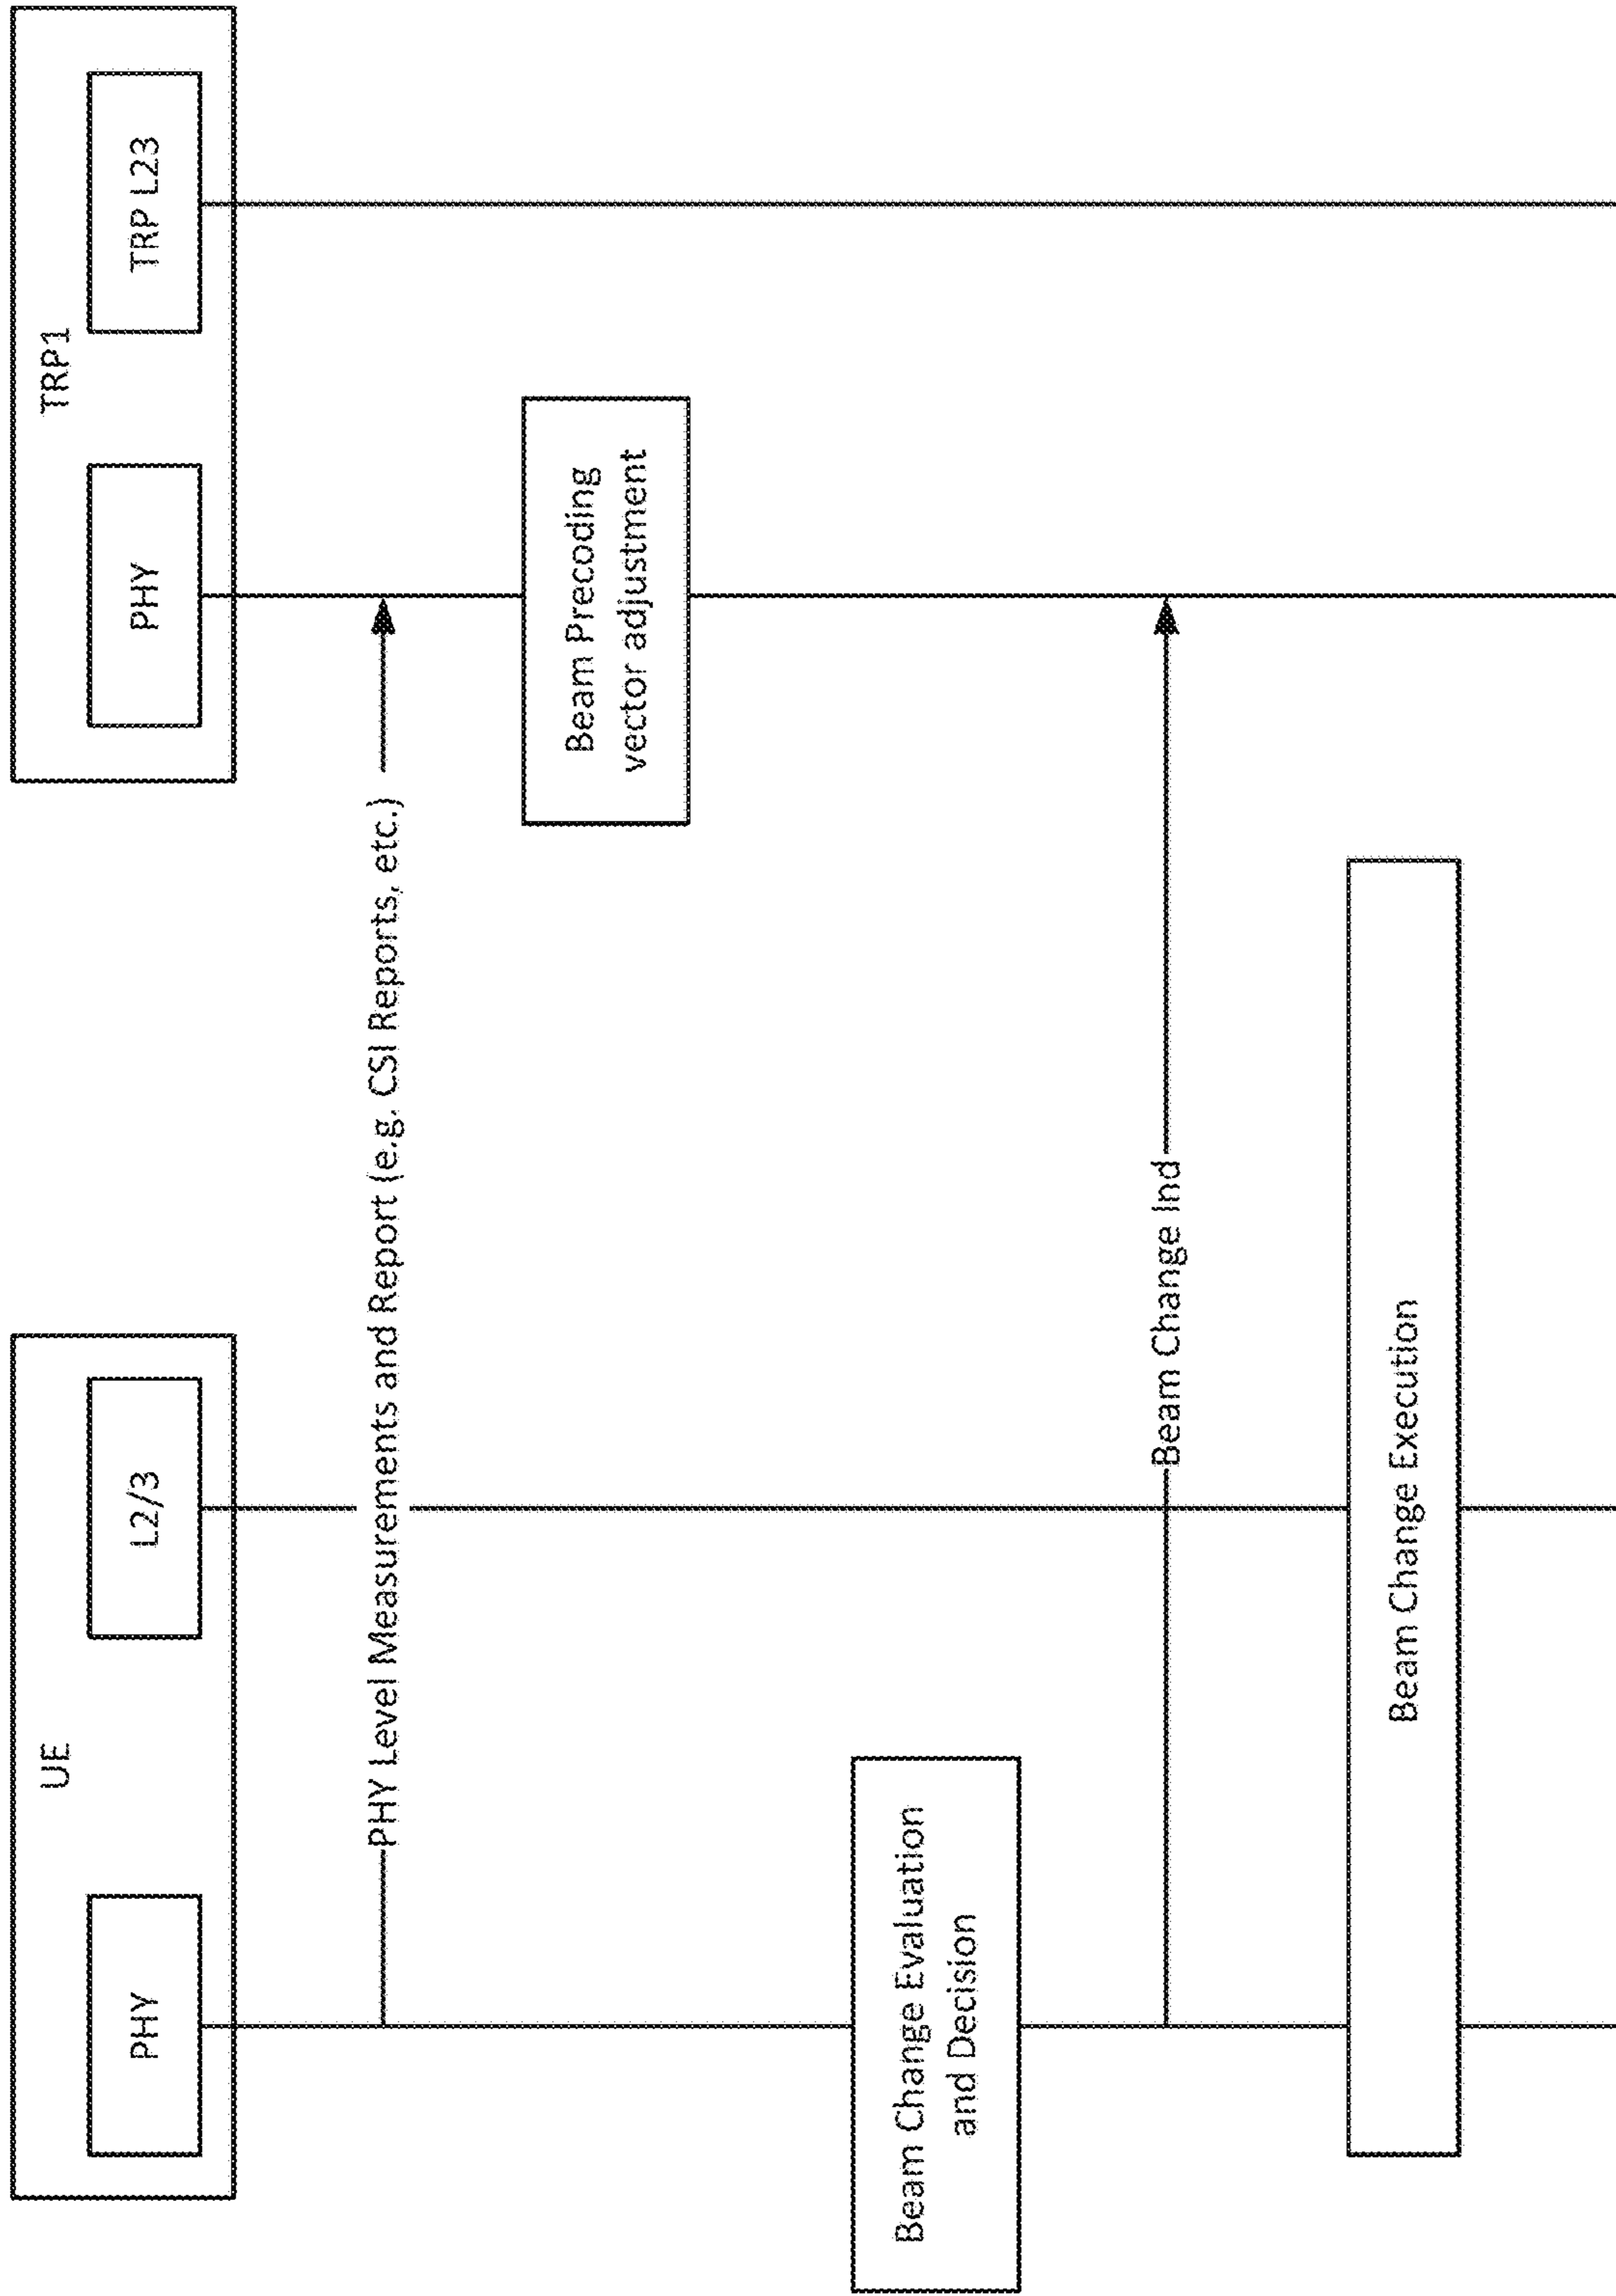 UE
TRP1
PHY
L2/3
PHY
TRP L23
PHY Level Measurements and Report (e.g. CSI Reports, etc.)
Beam Precoding
vector adjustment
Beam Change Evaluation
and Decision
Beam Change Ind
Beam Change Execution